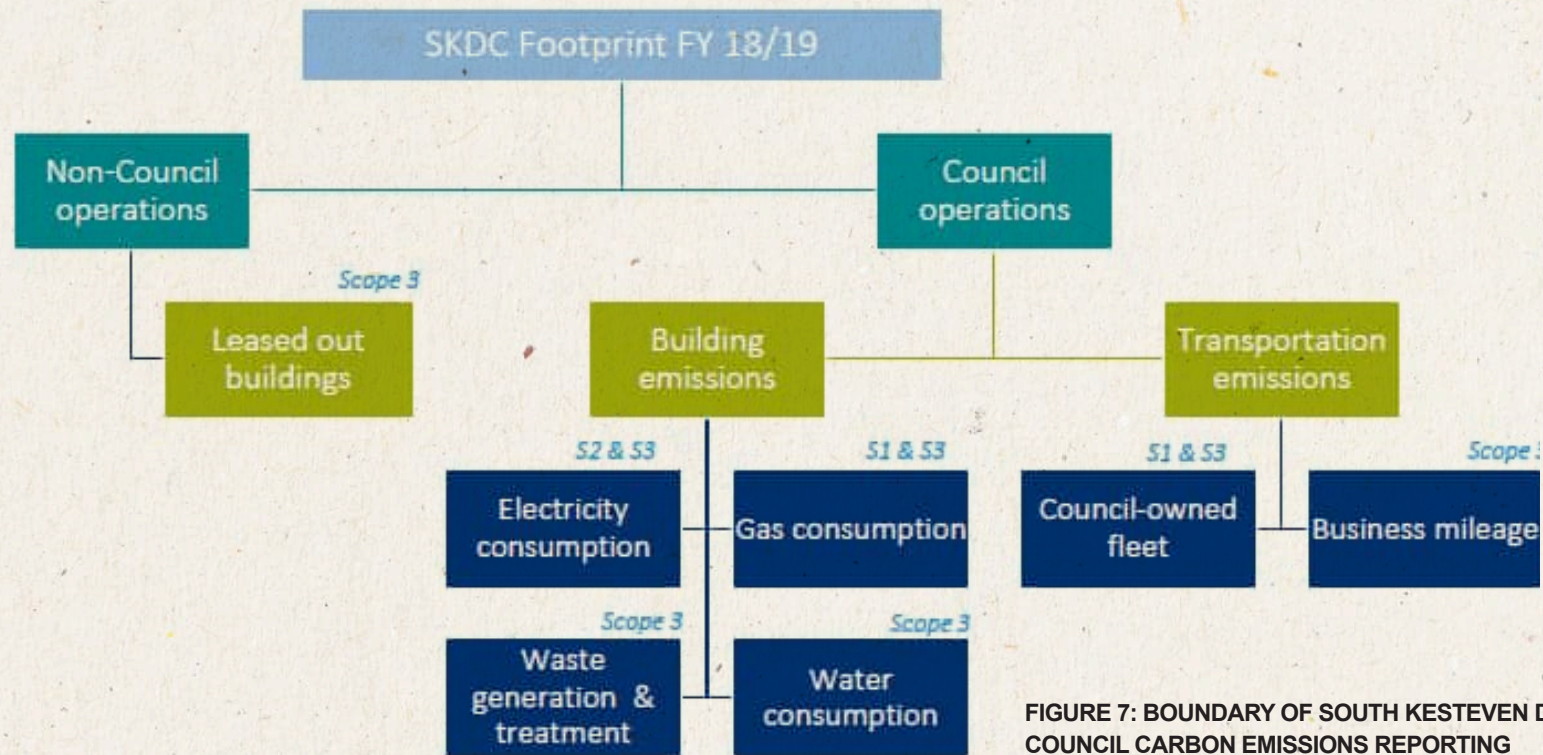 SKDC Footprint FY 18/19
Non-Council
operations
Council
operations
Scope 3
Leased out
buildings
Building
emissions
Transportation
emissions
S2 & S3
Electricity
consumption
S1 & S3
Gas consumption
S1 & S3
Council-owned
fleet
Scope
Business mileage
Scope 3
Waste
generation & 
treatment
Scope 3
Water
consumption
FIGURE 7: BOUNDARY OF SOUTH KESTEVEN
COUNCIL CARBON EMISSIONS REPORTING